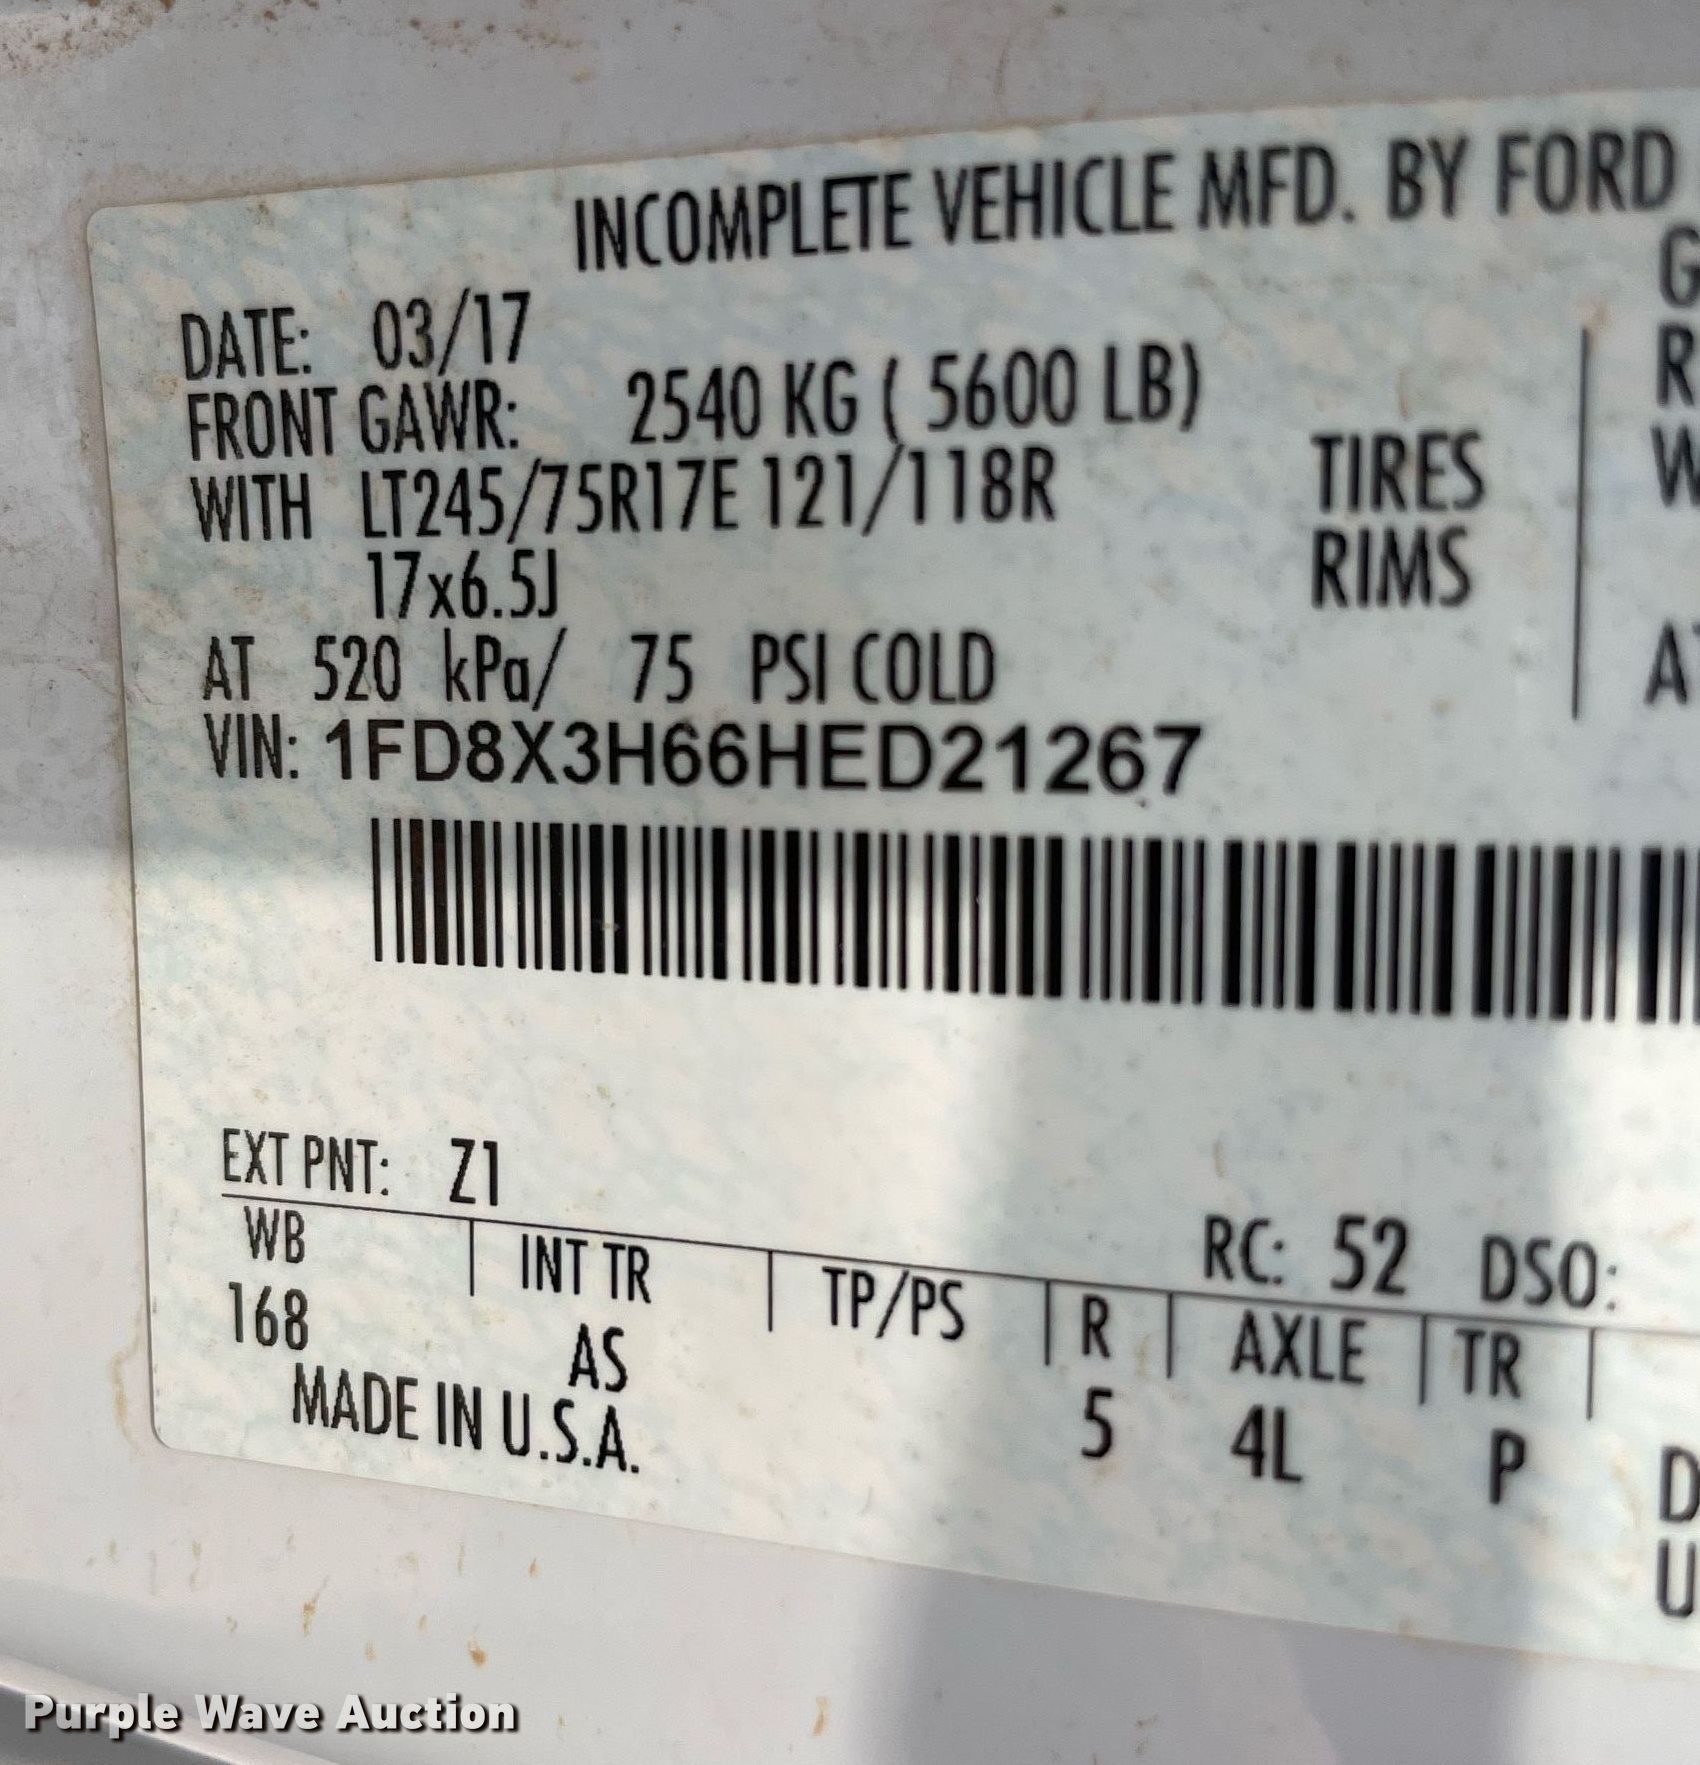 INCOMPLETE VEHICLE MFD. BY FORD
DATE: 03/17
FRONT GAWR: 2540 KG ( 5600 LB)
WITH LT245/75R17E 121/118R TIRES
17x6.5J RIMS
AT 520 kPa/ 75 PSI COLD
VIN: 1FD8X3H66HED21267
EXT PNT: Z1
RC: 52 DSO:
WB INT TR TP/PS R AXLE TR
168 AS 5 4L P
MADE IN U.S.A.
Purple Wave Auction